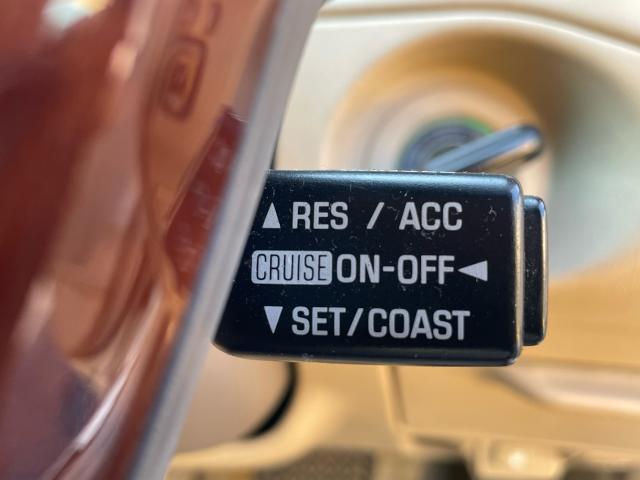 ▲ RES / ACC
CRUISE ON-OFF ◀
▼ SET/COAST